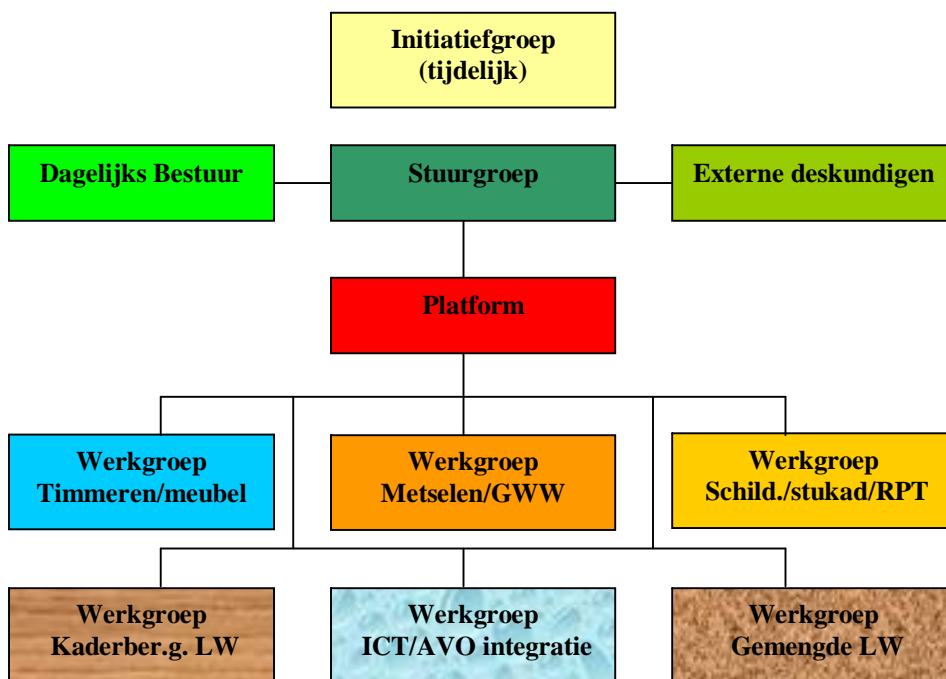 Initiatiefgroep
(tijdelijk)
Dagelijks Bestuur
Stuurgroep
Externe deskundigen
Platform
Werkgroep
Timmeren/meubel
Werkgroep
Metselen/GWW
Werkgroep
Schild./stukad/RPT
Werkgroep
Kaderber.g. LW
Werkgroep
ICT/AVO integratie
Werkgroep
Gemengde LW